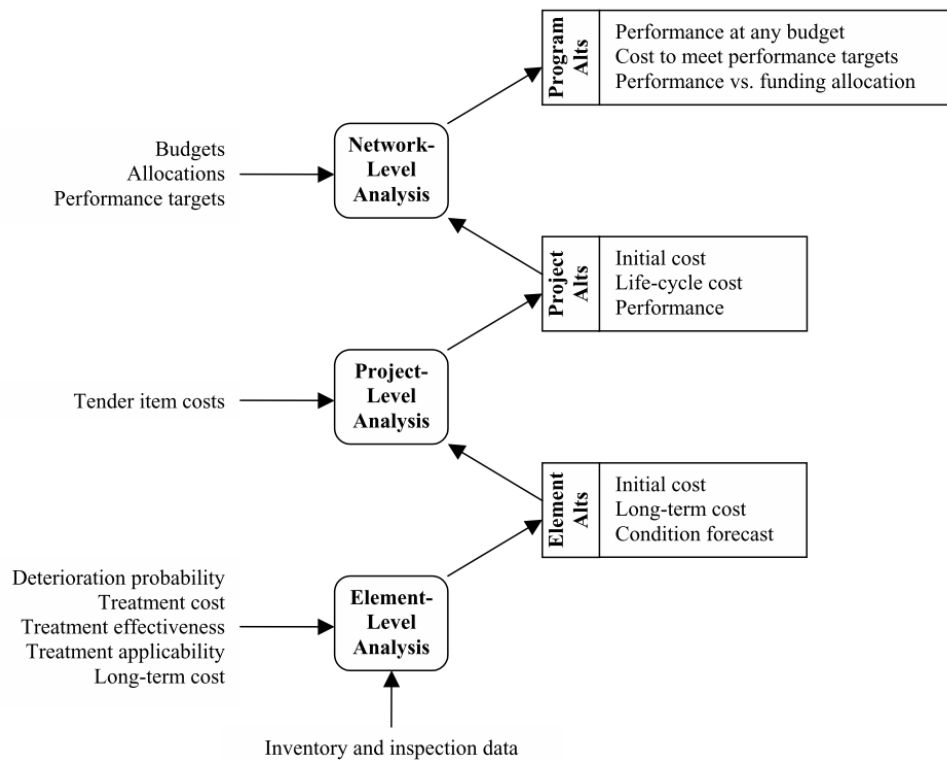 Program
Alts
Performance at any budget
Cost to meet performance targets
Performance vs. funding allocation
Budgets
Allocations
Performance targets
Network-
Level
Analysis
Project
Alts
Initial cost
Life-cycle cost
Performance
Tender item costs
Project-
Level
Analysis
Element
Alts
Initial cost
Long-term cost
Condition forecast
Deterioration probability
Treatment cost
Treatment effectiveness
Treatment applicability
Long-term cost
Element-
Level
Analysis
Inventory and inspection data